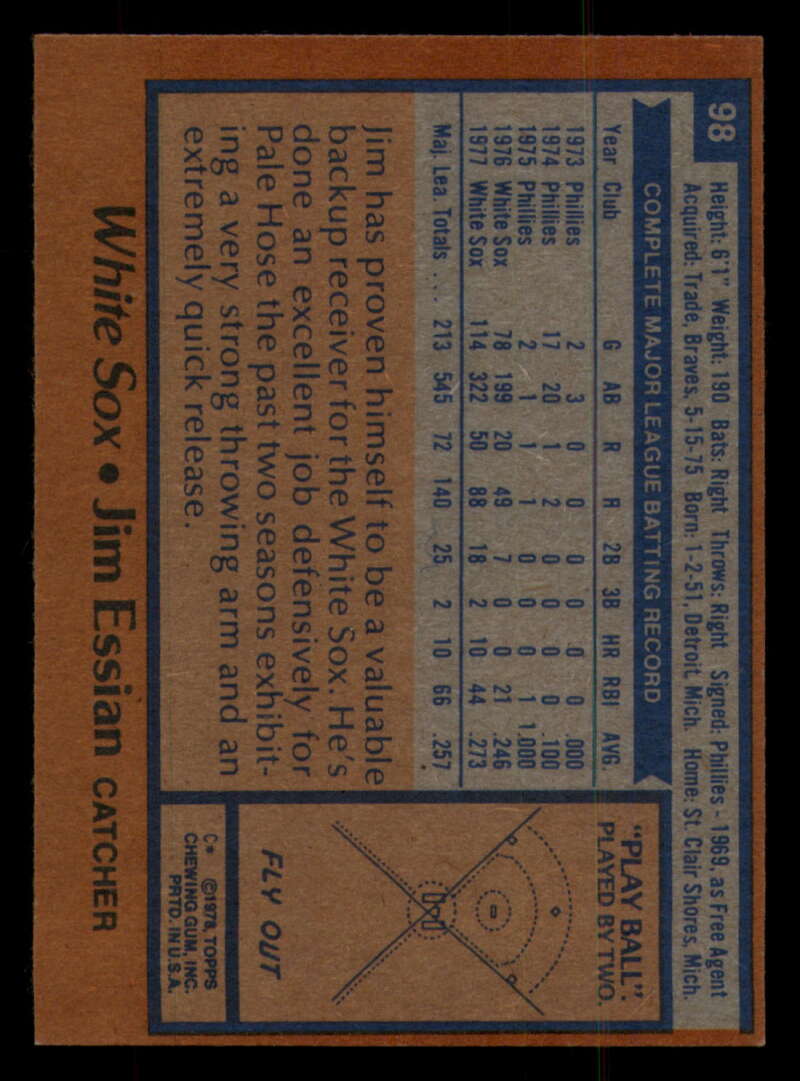 98
Height: 6'1" Weight: 190 Bats: Right Throws: Right Signed: Phillies - 1969, as Free Agent
Acquired: Trade, Braves, 5-15-75 Born: 1-2-51, Detroit, Mich. Home: St. Clair Shores, Mich.
COMPLETE MAJOR LEAGUE BATTING RECORD
Year Club G AB R H 2B 3B HR RBI AVG.
1973 Phillies 2 3 0 0 0 0 0 0 .000
1974 Phillies 17 20 1 2 0 0 0 0 .100
1975 Phillies 2 1 1 1 0 0 0 1 1.000
1976 White Sox 78 199 20 49 7 0 0 21 .246
1977 White Sox 114 322 50 88 18 2 10 44 .273
Maj. Lea. Totals .... 213 545 72 140 25 2 10 66 .257
Jim has proven himself to be a valuable
backup receiver for the White Sox. He's
done an excellent job defensively for
Pale Hose the past two seasons exhibit-
ing a very strong throwing arm and an
extremely quick release.
"PLAY BALL":
PLAYED BY TWO.
FLY OUT
C* ©1978, TOPPS
CHEWING GUM, INC.
PRTD. IN U.S.A.
White Sox • Jim Essian CATCHER